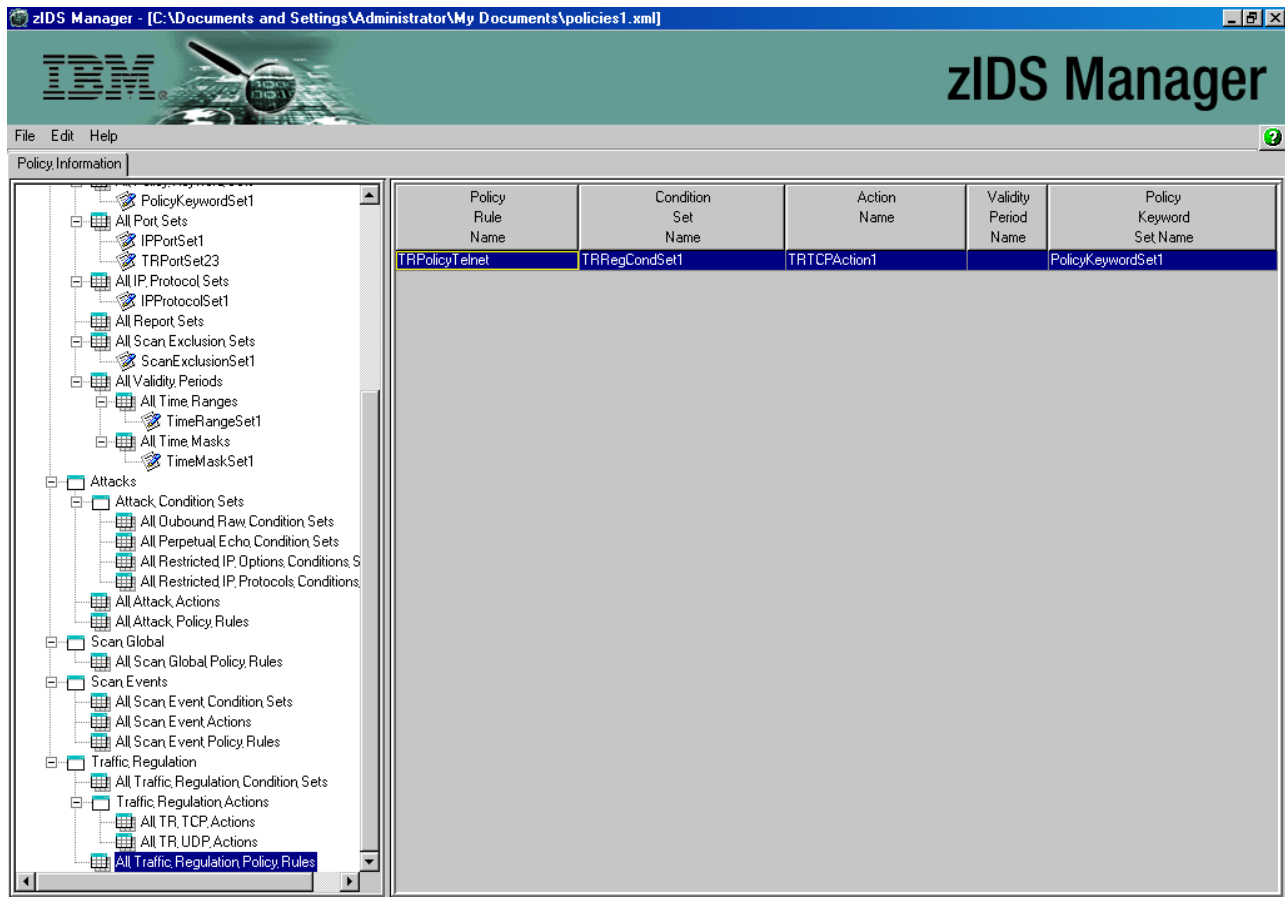 zIDS Manager - [C:\Documents and Settings\Administrator\My Documents\policies1.xml]
IBM®
zIDS Manager
File Edit Help
Policy Information
PolicyKeywordSet1
All Port Sets
IPPortSet1
TRPortSet23
All IP Protocol Sets
IPProtocolSet1
All Report Sets
All Scan Exclusion Sets
ScanExclusionSet1
All Validity Periods
All Time Ranges
TimeRangeSet1
All Time Masks
TimeMaskSet1
Attacks
Attack Condition Sets
All Oubound Raw Condition Sets
All Perpetual Echo Condition Sets
All Restricted IP Options Conditions S
All Restricted IP Protocols Conditions
All Attack Actions
All Attack Policy Rules
Scan Global
All Scan Global Policy Rules
Scan Events
All Scan Event Condition Sets
All Scan Event Actions
All Scan Event Policy Rules
Traffic Regulation
All Traffic Regulation Condition Sets
Traffic Regulation Actions
All TR TCP Actions
All TR UDP Actions
All Traffic Regulation Policy Rules
Policy Rule Name
Condition Set Name
Action Name
Validity Period Name
Policy Keyword Set Name
TRPolicyTelnet TRRegCondSet1 TRTCPAction1 PolicyKeywordSet1